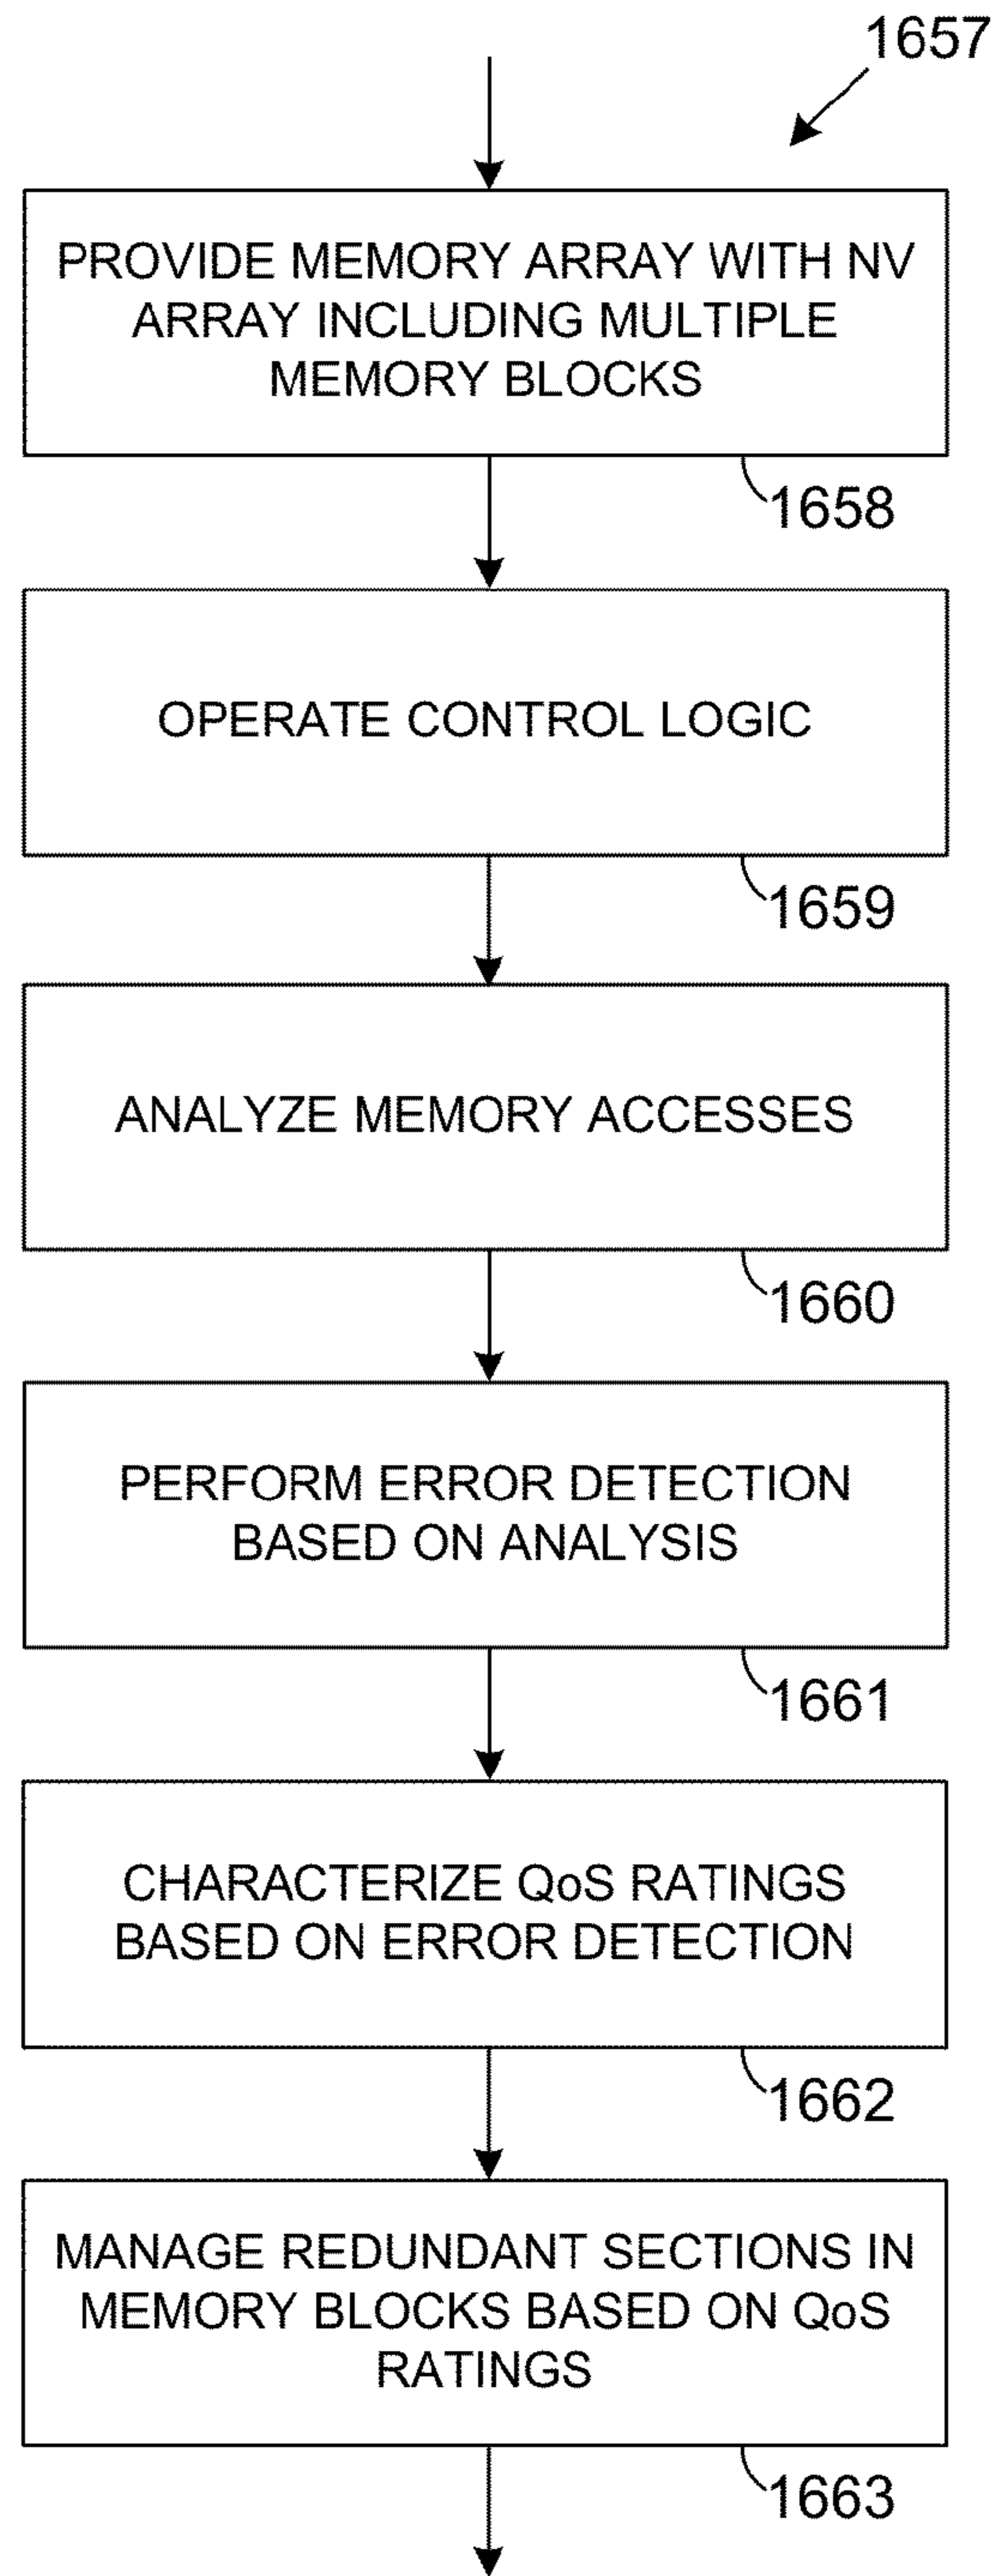 1657
PROVIDE MEMORY ARRAY WITH NV
ARRAY INCLUDING MULTIPLE
MEMORY BLOCKS
1658
OPERATE CONTROL LOGIC
1659
ANALYZE MEMORY ACCESSES
1660
PERFORM ERROR DETECTION
BASED ON ANALYSIS
1661
CHARACTERIZE QoS RATINGS
BASED ON ERROR DETECTION
1662
MANAGE REDUNDANT SECTIONS IN
MEMORY BLOCKS BASED ON QoS
RATINGS
1663